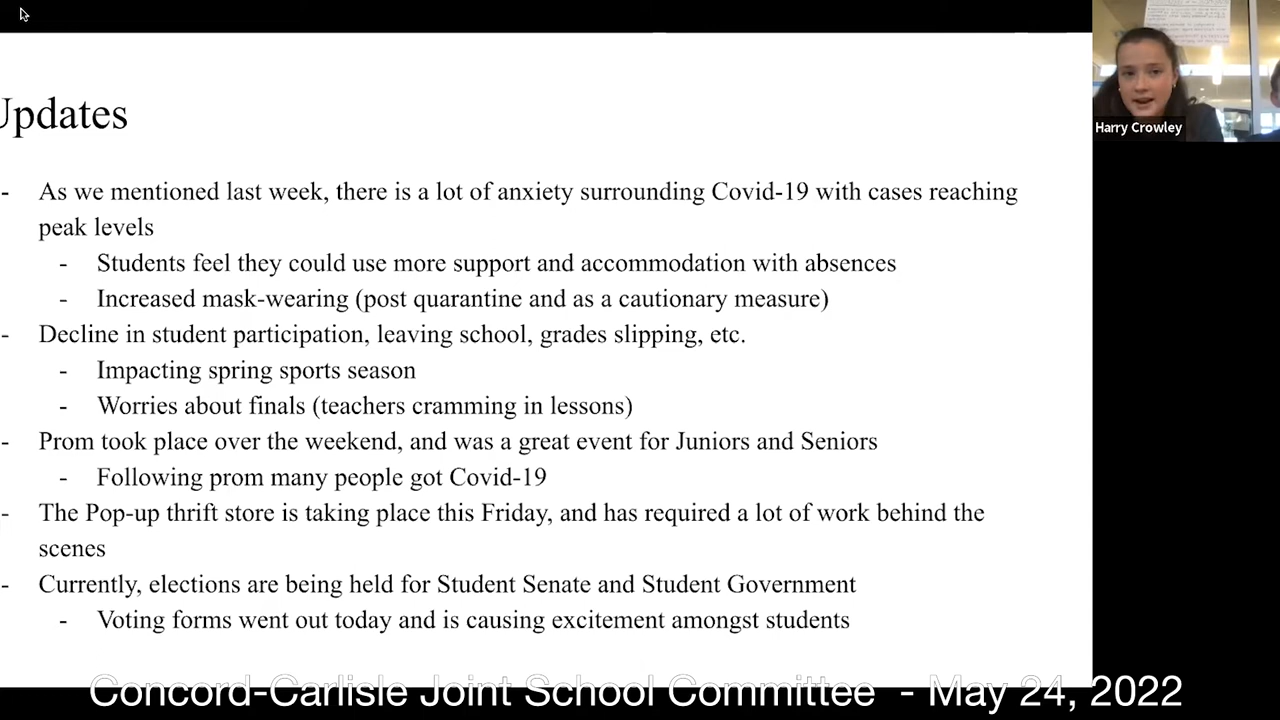 Updates
- As we mentioned last week, there is a lot of anxiety surrounding Covid-19 with cases reaching
peak levels
- Students feel they could use more support and accommodation with absences
- Increased mask-wearing (post quarantine and as a cautionary measure)
- Decline in student participation, leaving school, grades slipping, etc.
- Impacting spring sports season
- Worries about finals (teachers cramming in lessons)
- Prom took place over the weekend, and was a great event for Juniors and Seniors
- Following prom many people got Covid-19
- The Pop-up thrift store is taking place this Friday, and has required a lot of work behind the
scenes
- Currently, elections are being held for Student Senate and Student Government
- Voting forms went out today and is causing excitement amongst students
Harry Crowley
Concord-Carlisle Joint School Committee - May 24, 2022